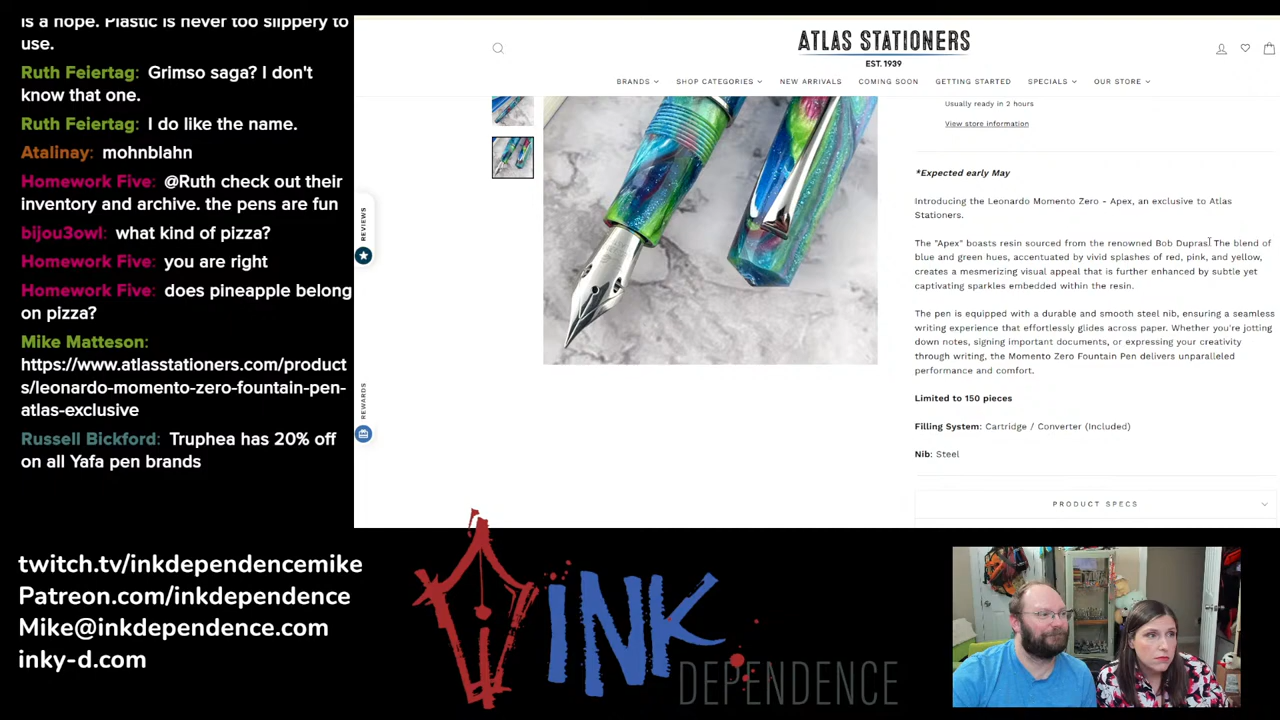 is a hope. Plastic is never too slippery to
use.
Ruth Feiertag: Grimso saga? I don't
know that one.
Ruth Feiertag: I do like the name.
Atalinay: mohnblahn
Homework Five: @Ruth check out their
inventory and archive. the pens are fun
bijou3owl: what kind of pizza?
Homework Five: you are right
Homework Five: does pineapple belong
on pizza?
Mike Matteson:
https://www.atlasstationers.com/product
s/leonardo-momento-zero-fountain-pen-
atlas-exclusive
Russell Bickford: Truphea has 20% off
on all Yafa pen brands
ATLAS STATIONERS
EST. 1939
BRANDS SHOP CATEGORIES NEW ARRIVALS COMING SOON GETTING STARTED SPECIALS OUR STORE
REVIEWS
REWARDS
Usually ready in 2 hours
View store information
*Expected early May
Introducing the Leonardo Momento Zero - Apex, an exclusive to Atlas
Stationers.
The "Apex" boasts resin sourced from the renowned Bob Dupras. The blend of
blue and green hues, accentuated by vivid splashes of red, pink, and yellow,
creates a mesmerizing visual appeal that is further enhanced by subtle yet
captivating sparkles embedded within the resin.
The pen is equipped with a durable and smooth steel nib, ensuring a seamless
writing experience that effortlessly glides across paper. Whether you're jotting
down notes, signing important documents, or expressing your creativity
through writing, the Momento Zero Fountain Pen delivers unparalleled
performance and comfort.
Limited to 150 pieces
Filling System: Cartridge / Converter (Included)
Nib: Steel
PRODUCT SPECS
twitch.tv/inkdependencemike
Patreon.com/inkdependence
Mike@inkdependence.com
inky-d.com
INK
DEPENDENCE